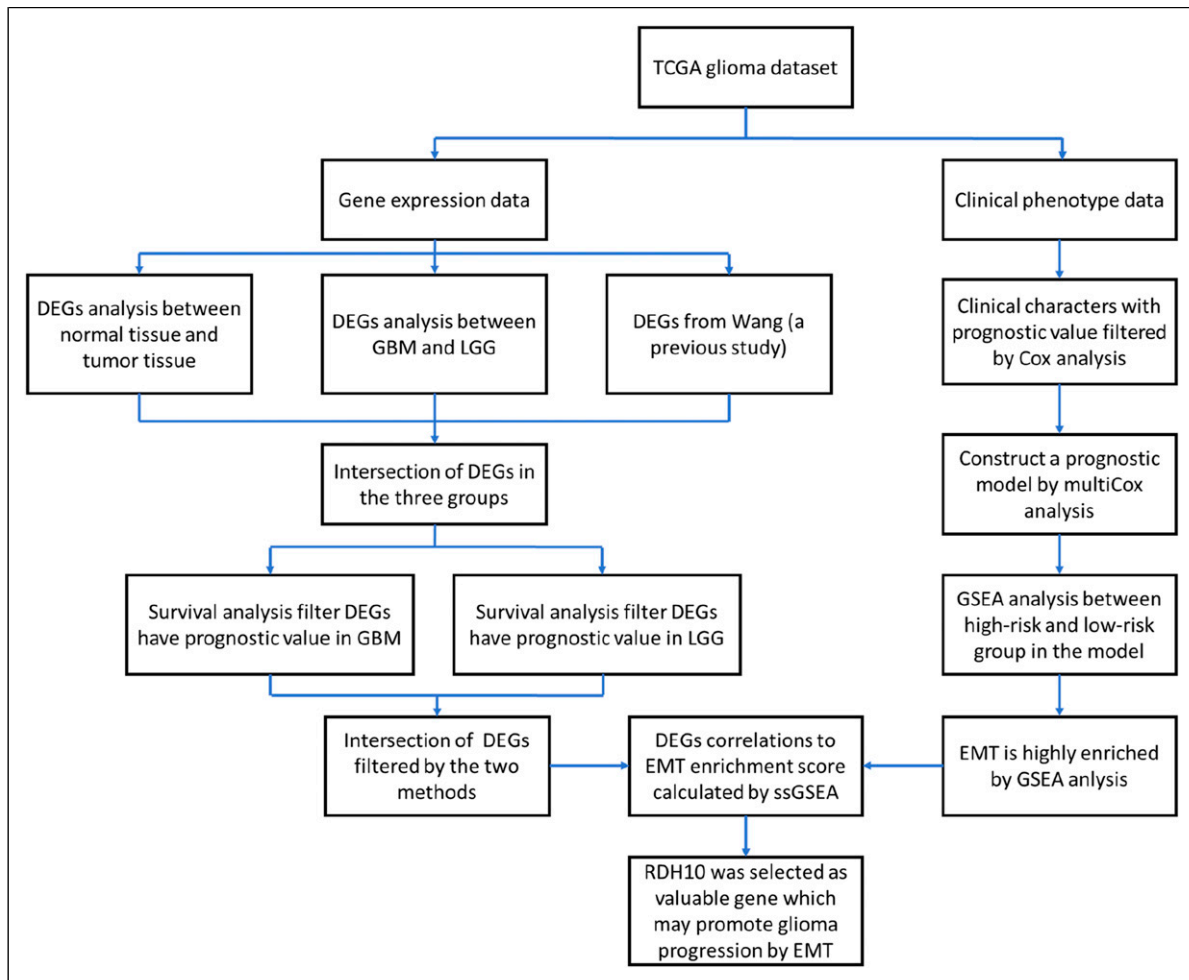 TCGA glioma dataset
Gene expression data
Clinical phenotype data
DEGs analysis between
normal tissue and
tumor tissue
DEGs analysis between
GBM and LGG
DEGs from Wang (a
previous study)
Clinical characters with
prognostic value filtered
by Cox analysis
Intersection of DEGs in
the three groups
Construct a prognostic
model by multiCox
analysis
Survival analysis filter DEGs
have prognostic value in GBM
Survival analysis filter DEGs
have prognostic value in LGG
GSEA analysis between
high-risk and low-risk
group in the model
Intersection of DEGs
filtered by the two
methods
DEGs correlations to
EMT enrichment score
calculated by ssGSEA
EMT is highly enriched
by GSEA anlysis
RDH10 was selected as
valuable gene which
may promote glioma
progression by EMT